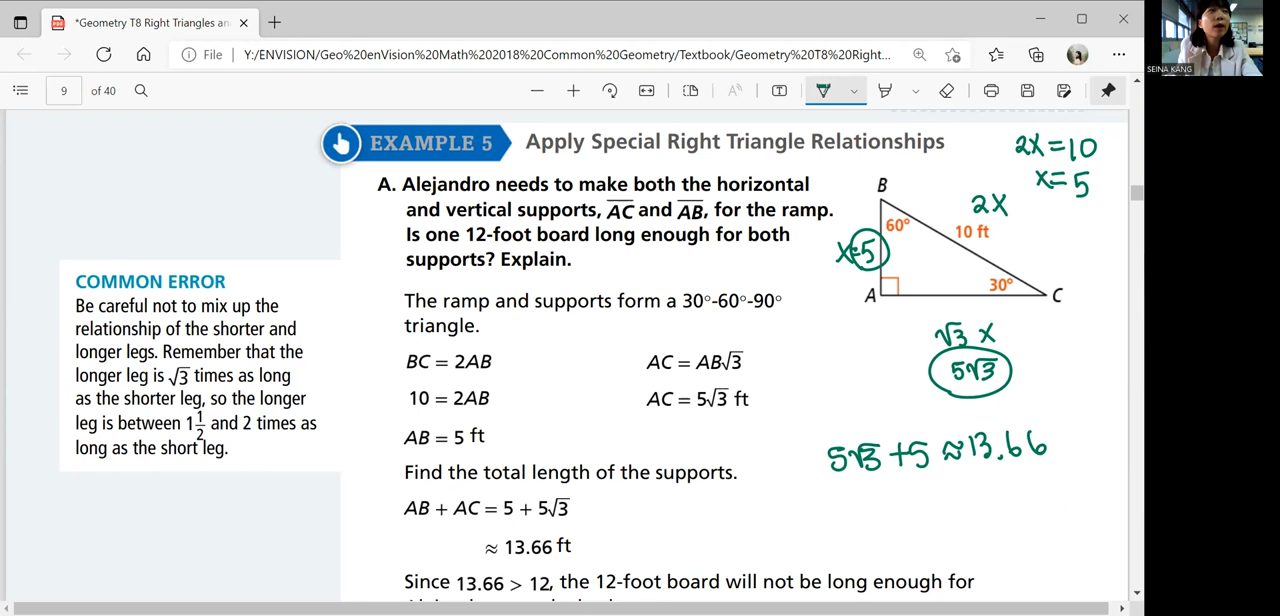 *Geometry T8 Right Triangles and
File Y:/ENVISION/Geo%20enVision%20Math%202018%20Common%20Geometry/Textbook/Geometry%20T8%20Right...
9 of 40
SEINA KANG
EXAMPLE 5 Apply Special Right Triangle Relationships
A. Alejandro needs to make both the horizontal
and vertical supports, A̅C̅ and A̅B̅, for the ramp.
Is one 12-foot board long enough for both
supports? Explain.
2x=10
x=5
B
2x
60°
10 ft
x=5
30°
A
C
√3 x
5√3
5√3+5≈13.66
COMMON ERROR
Be careful not to mix up the
relationship of the shorter and
longer legs. Remember that the
longer leg is √3 times as long
as the shorter leg, so the longer
leg is between 1 1/2 and 2 times as
long as the short leg.
The ramp and supports form a 30°-60°-90°
triangle.
BC = 2AB AC = AB√3
10 = 2AB AC = 5√3 ft
AB = 5 ft
Find the total length of the supports.
AB + AC = 5 + 5√3
≈ 13.66 ft
Since 13.66 > 12, the 12-foot board will not be long enough for